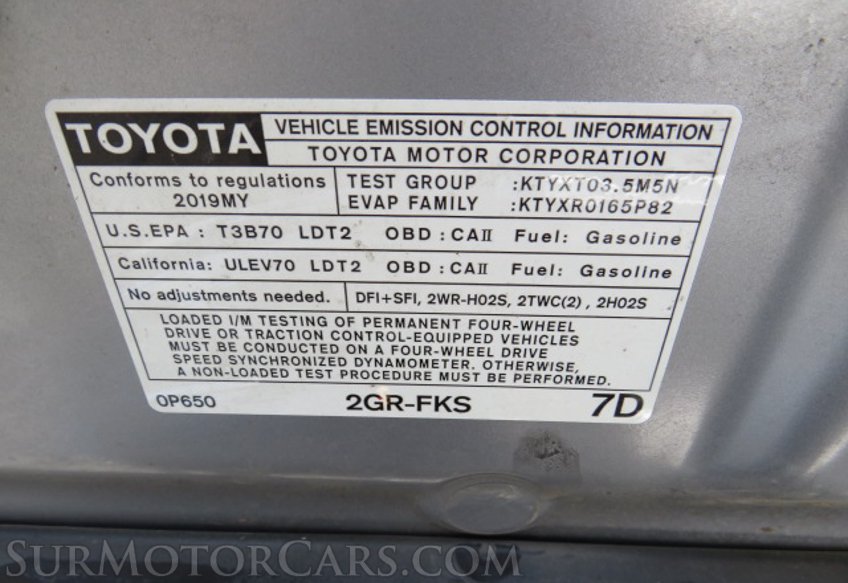 TOYOTA
VEHICLE EMISSION CONTROL INFORMATION
TOYOTA MOTOR CORPORATION
Conforms to regulations
2019MY
TEST GROUP :KTYXT03.5M5N
EVAP FAMILY :KTYXR0165P82
U.S.EPA : T3B70 LDT2 OBD : CAII Fuel: Gasoline
California: ULEV70 LDT2 OBD : CAII Fuel: Gasoline
No adjustments needed. DFI+SFI, 2WR-HO2S, 2TWC(2) , 2HO2S
LOADED I/M TESTING OF PERMANENT FOUR-WHEEL
DRIVE OR TRACTION CONTROL-EQUIPPED VEHICLES
MUST BE CONDUCTED ON A FOUR-WHEEL DRIVE
SPEED SYNCHRONIZED DYNAMOMETER. OTHERWISE,
A NON-LOADED TEST PROCEDURE MUST BE PERFORMED.
0P650 2GR-FKS 7D
SURMOTORCARS.COM